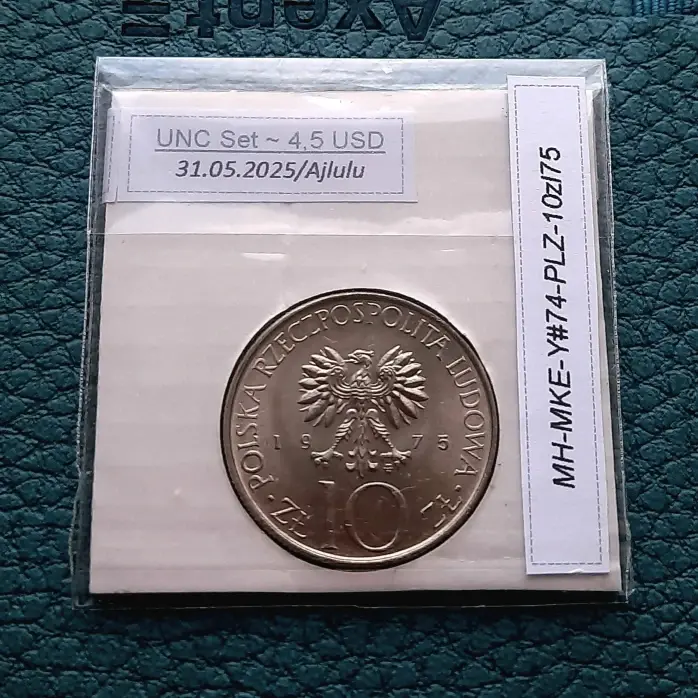 Axent
UNC Set ~ 4,5 USD
31.05.2025/Ajlulu
MH-MKE-Y#74-PLZ-10zl75
POLSKA RZECZPOSPOLITA LUDOWA
1975
ZŁ 10 ZŁ